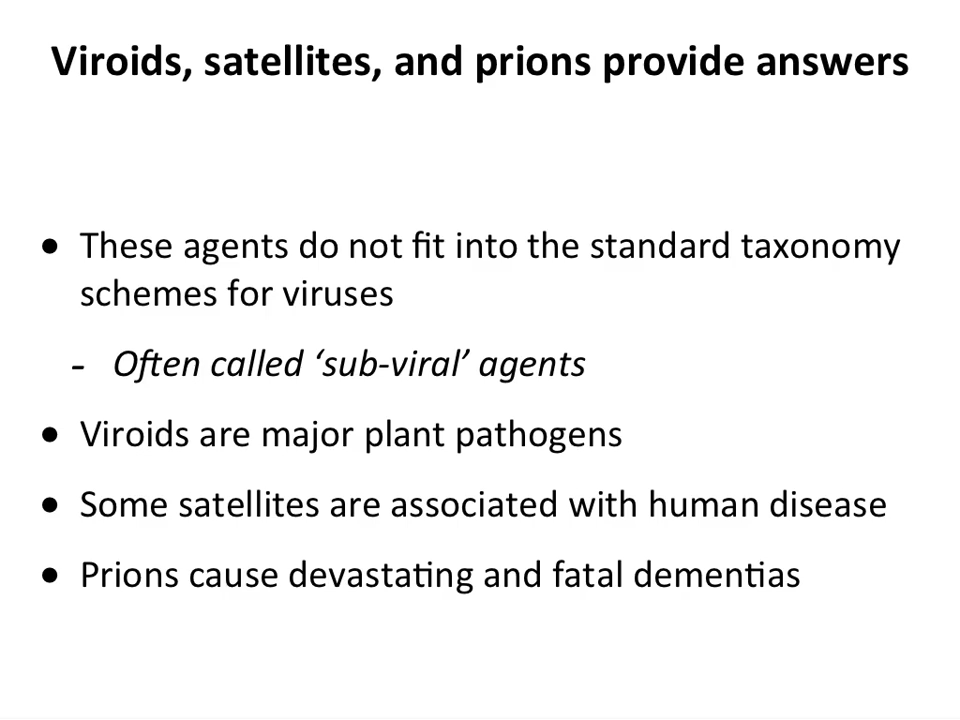 Viroids, satellites, and prions provide answers
• These agents do not fit into the standard taxonomy
schemes for viruses
- Often called ‘sub-viral’ agents
• Viroids are major plant pathogens
• Some satellites are associated with human disease
• Prions cause devastating and fatal dementias